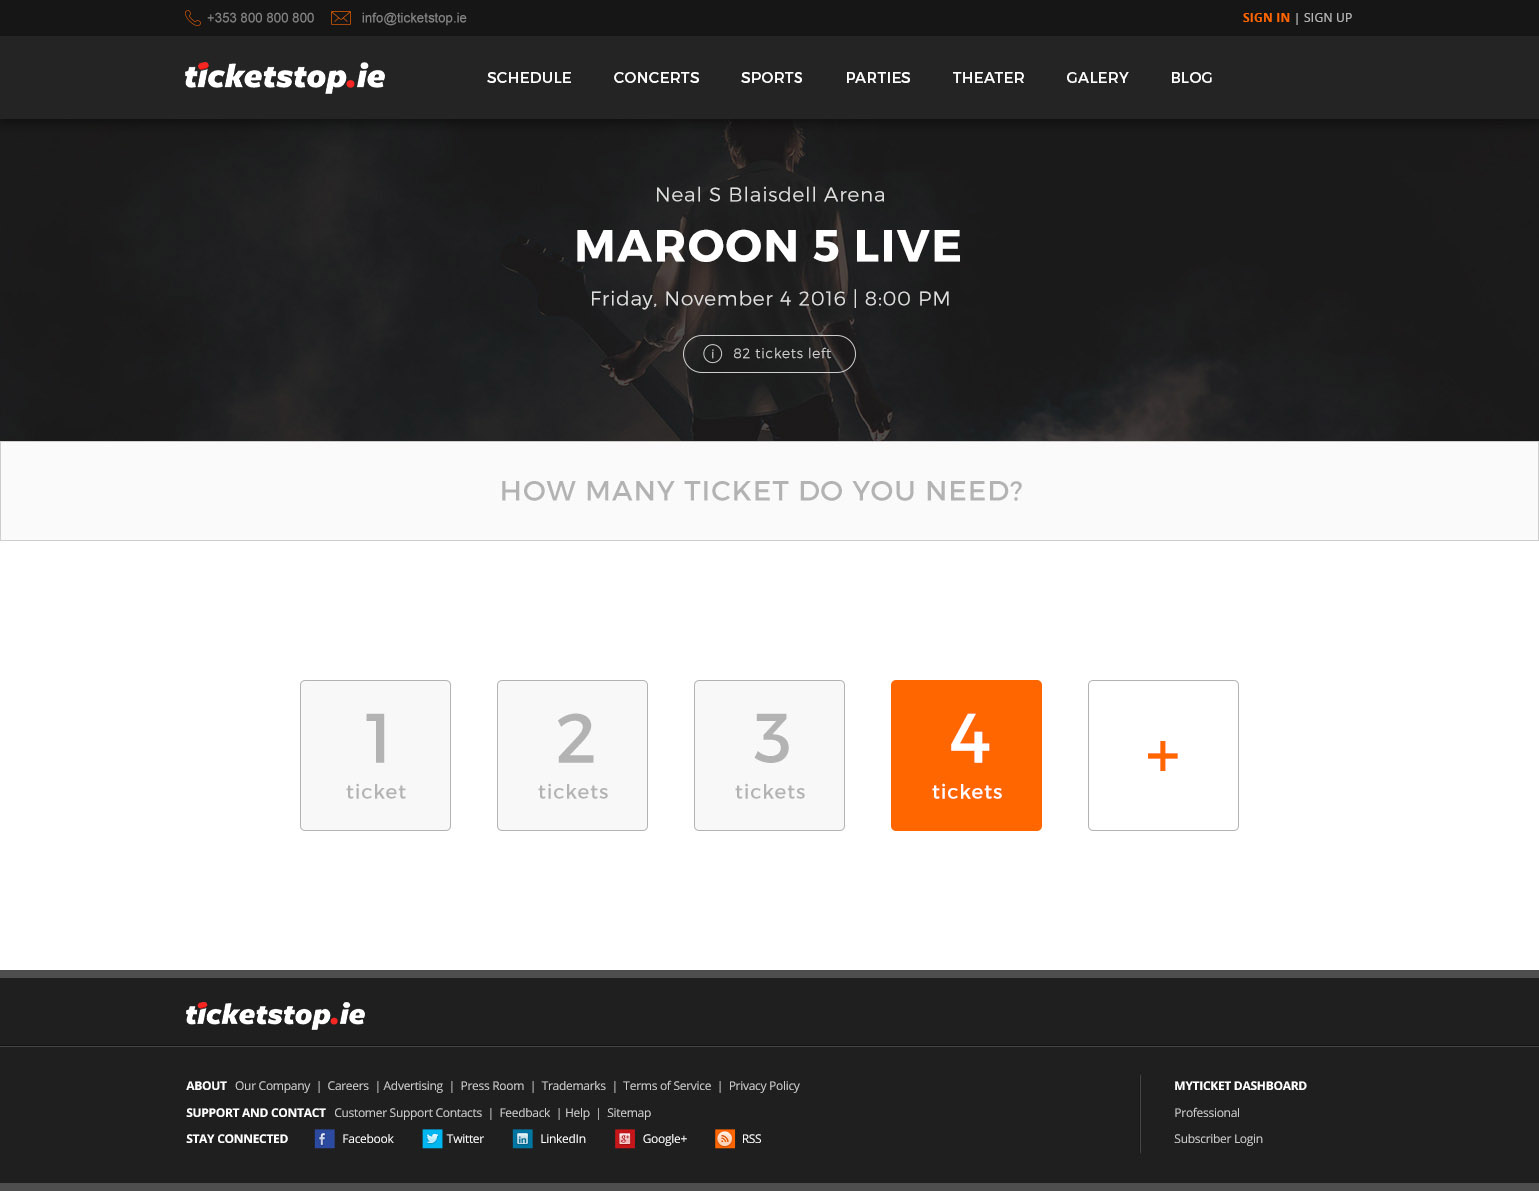 +353 800 800 800 info@ticketstop.ie SIGN IN | SIGN UP
ticketstop.ie SCHEDULE CONCERTS SPORTS PARTIES THEATER GALERY BLOG
Neal S Blaisdell Arena
MAROON 5 LIVE
Friday, November 4 2016 | 8:00 PM
i 82 tickets left
HOW MANY TICKET DO YOU NEED?
1 2 3 4 +
ticket tickets tickets tickets
ticketstop.ie
ABOUT Our Company | Careers | Advertising | Press Room | Trademarks | Terms of Service | Privacy Policy MYTICKET DASHBOARD
SUPPORT AND CONTACT Customer Support Contacts | Feedback | Help | Sitemap Professional
STAY CONNECTED Facebook Twitter LinkedIn Google+ RSS Subscriber Login